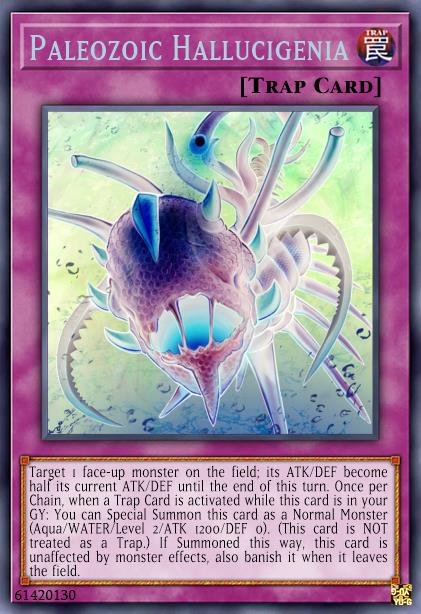 PALEOZOIC HALLUCIGENIA
TRAP
罠
[TRAP CARD]
Target 1 face-up monster on the field; its ATK/DEF become
half its current ATK/DEF until the end of this turn. Once per
Chain, when a Trap Card is activated while this card is in your
GY: You can Special Summon this card as a Normal Monster
(Aqua/WATER/Level 2/ATK 1200/DEF 0). (This card is NOT
treated as a Trap.) If Summoned this way, this card is
unaffected by monster effects, also banish it when it leaves
the field.
61420130